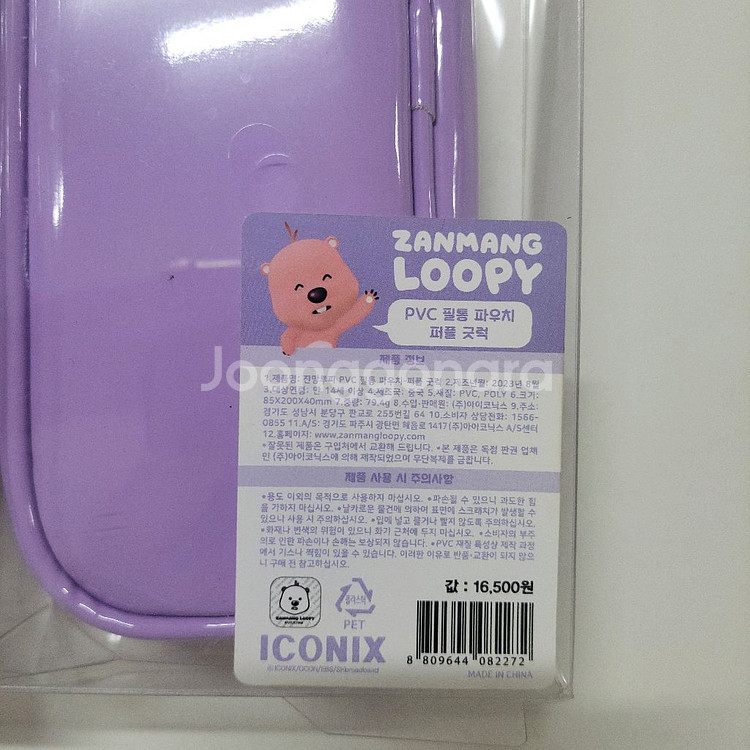 ZANMANG
LOOPY
PVC 필통 파우치
퍼플 굿럭
제품 정보
Joonggonara
1.제품명: 잔망루피 PVC 필통 파우치 퍼플 굿럭 2.제조년월: 2023년 8월
3.대상연령: 만 14세 이상 4.제조국: 중국 5.재질: PVC, POLY 6.크기:
85X200X40mm 7.중량: 79.4g 8.수입·판매원: (주)아이코닉스 9.주소:
경기도 성남시 분당구 판교로 255번길 64 10.소비자 상담전화: 1566-
0855 11.A/S: 경기도 파주시 광탄면 혜음로 1417 (주)아이코닉스 A/S센터
12.홈페이지: www.zanmangloopy.com
*잘못된 제품은 구입처에서 교환해 드립니다. *본 제품은 독점 판권 업체
인 (주)아이코닉스에 의해 제작되었으며 무단복제를 금합니다.
제품 사용 시 주의사항
*용도 이외의 목적으로 사용하지 마십시오. *파손될 수 있으니 과도한 힘
을 가하지 마십시오. *날카로운 물건에 의하여 표면에 스크래치가 발생할 수
있으니 사용 시 주의하십시오. *입에 넣고 깨물거나 빨지 않도록 주의하십시오.
*화재나 변색의 위험이 있으니 화기 근처에 두지 마십시오. *소비자의 부주
의로 인한 파손이나 손해는 보상되지 않습니다. *PVC 재질 특성상 제작 과정
에서 기스나 찍힘이 있을 수 있습니다. 이러한 이유로 반품·교환이 되지 않으
니 구매 전 참고하십시오.
값 : 16,500원
ZANMANG LOOPY
플라스틱
PET
ICONIX
8 809644 082272
MADE IN CHINA